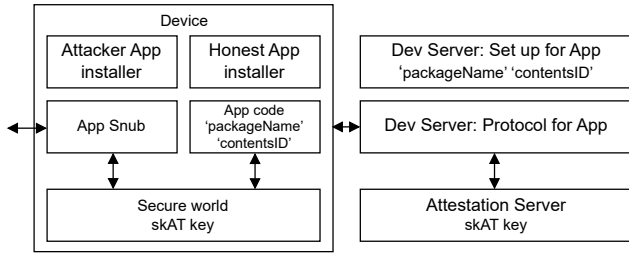 Device
Attacker App
installer
Honest App
installer
Dev Server: Set up for App
‘packageName’ ‘contentsID’
App Snub
App code
‘packageName’
‘contentsID’
Dev Server: Protocol for App
Secure world
skAT key
Attestation Server
skAT key